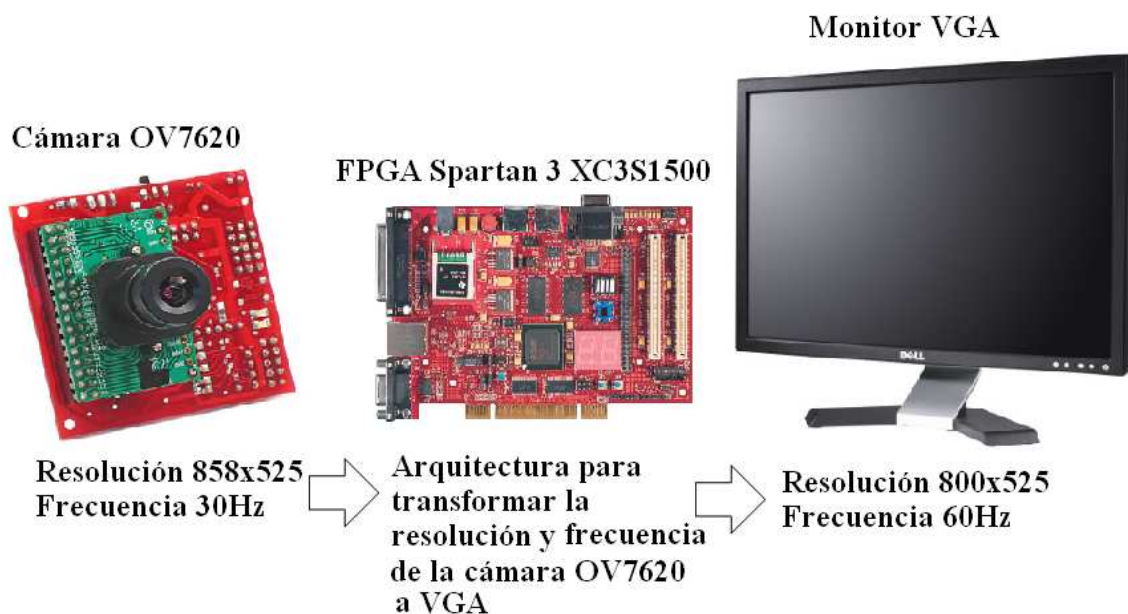 Monitor VGA
Cámara OV7620
FPGA Spartan 3 XC3S1500
DELL
Resolución 858x525
Frecuencia 30Hz
Arquitectura para
transformar la
resolución y frecuencia
de la cámara OV7620
a VGA
Resolución 800x525
Frecuencia 60Hz